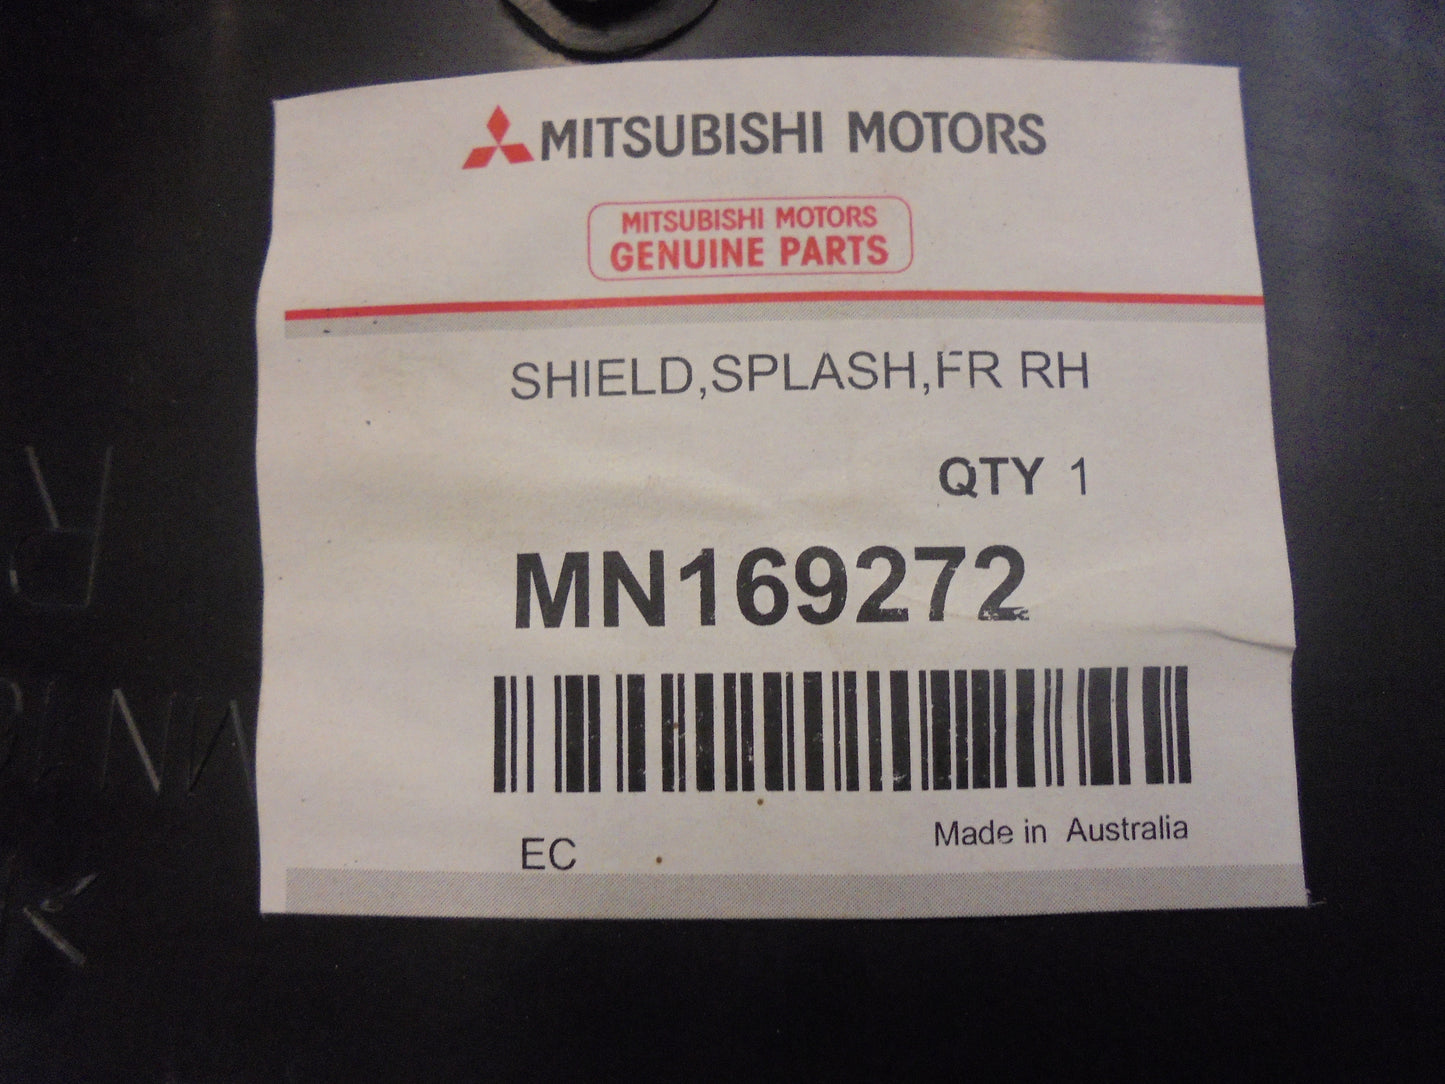 MITSUBISHI MOTORS
MITSUBISHI MOTORS
GENUINE PARTS
SHIELD,SPLASH,FR RH
QTY 1
MN169272
EC
Made in Australia